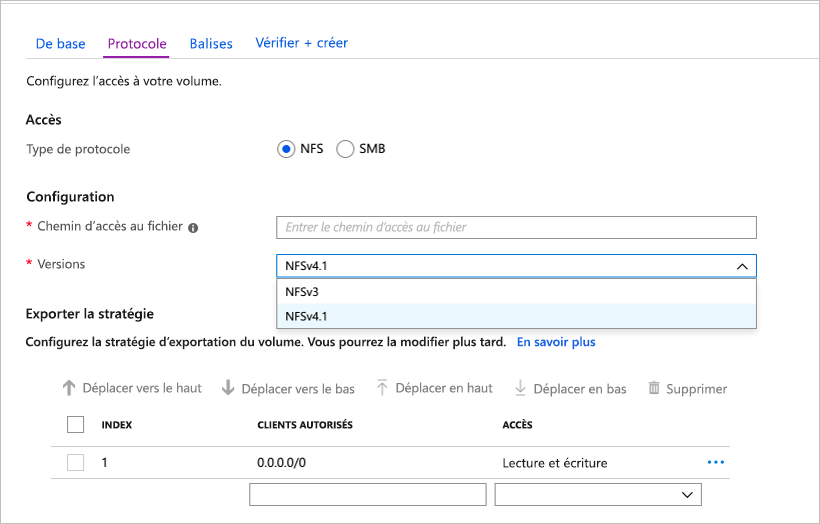 De base Protocole Balises Vérifier + créer
Configurez l'accès à votre volume.
Accès
Type de protocole NFS SMB
Configuration
* Chemin d'accès au fichier Entrer le chemin d'accès au fichier
* Versions NFSv4.1
NFSv3
NFSv4.1
Exporter la stratégie
Configurez la stratégie d'exportation du volume. Vous pourrez la modifier plus tard. En savoir plus
Déplacer vers le haut Déplacer vers le bas Déplacer en haut Déplacer en bas Supprimer
INDEX CLIENTS AUTORISÉS ACCÈS
1 0.0.0.0/0 Lecture et écriture ...